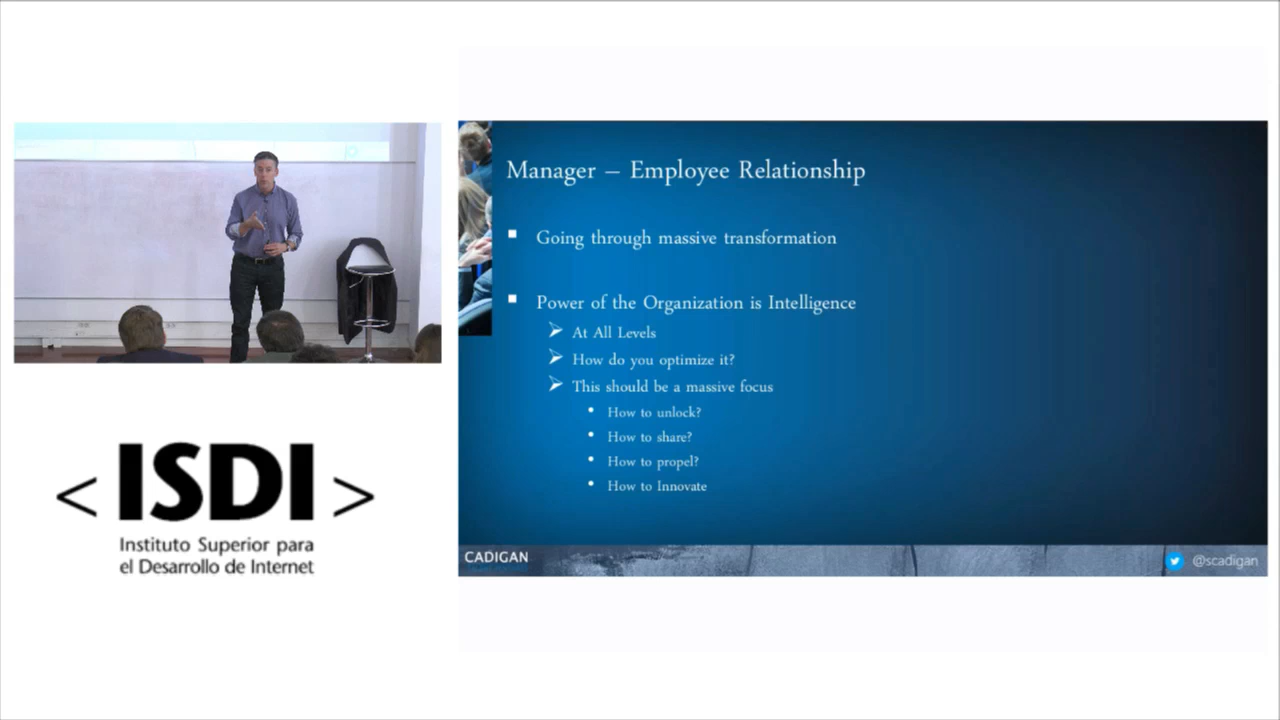 Manager – Employee Relationship
▪ Going through massive transformation
▪ Power of the Organization is Intelligence
➢ At All Levels
➢ How do you optimize it?
➢ This should be a massive focus
• How to unlock?
• How to share?
• How to propel?
• How to Innovate
CADIGAN
@scadigan
< ISDI >
Instituto Superior para
el Desarrollo de Internet